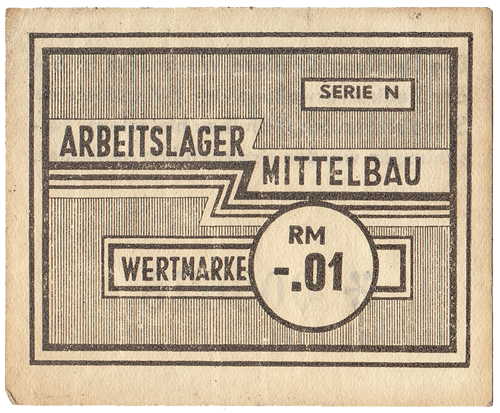 SERIE N
ARBEITSLAGER
MITTELBAU
RM
WERTMARKE -.01